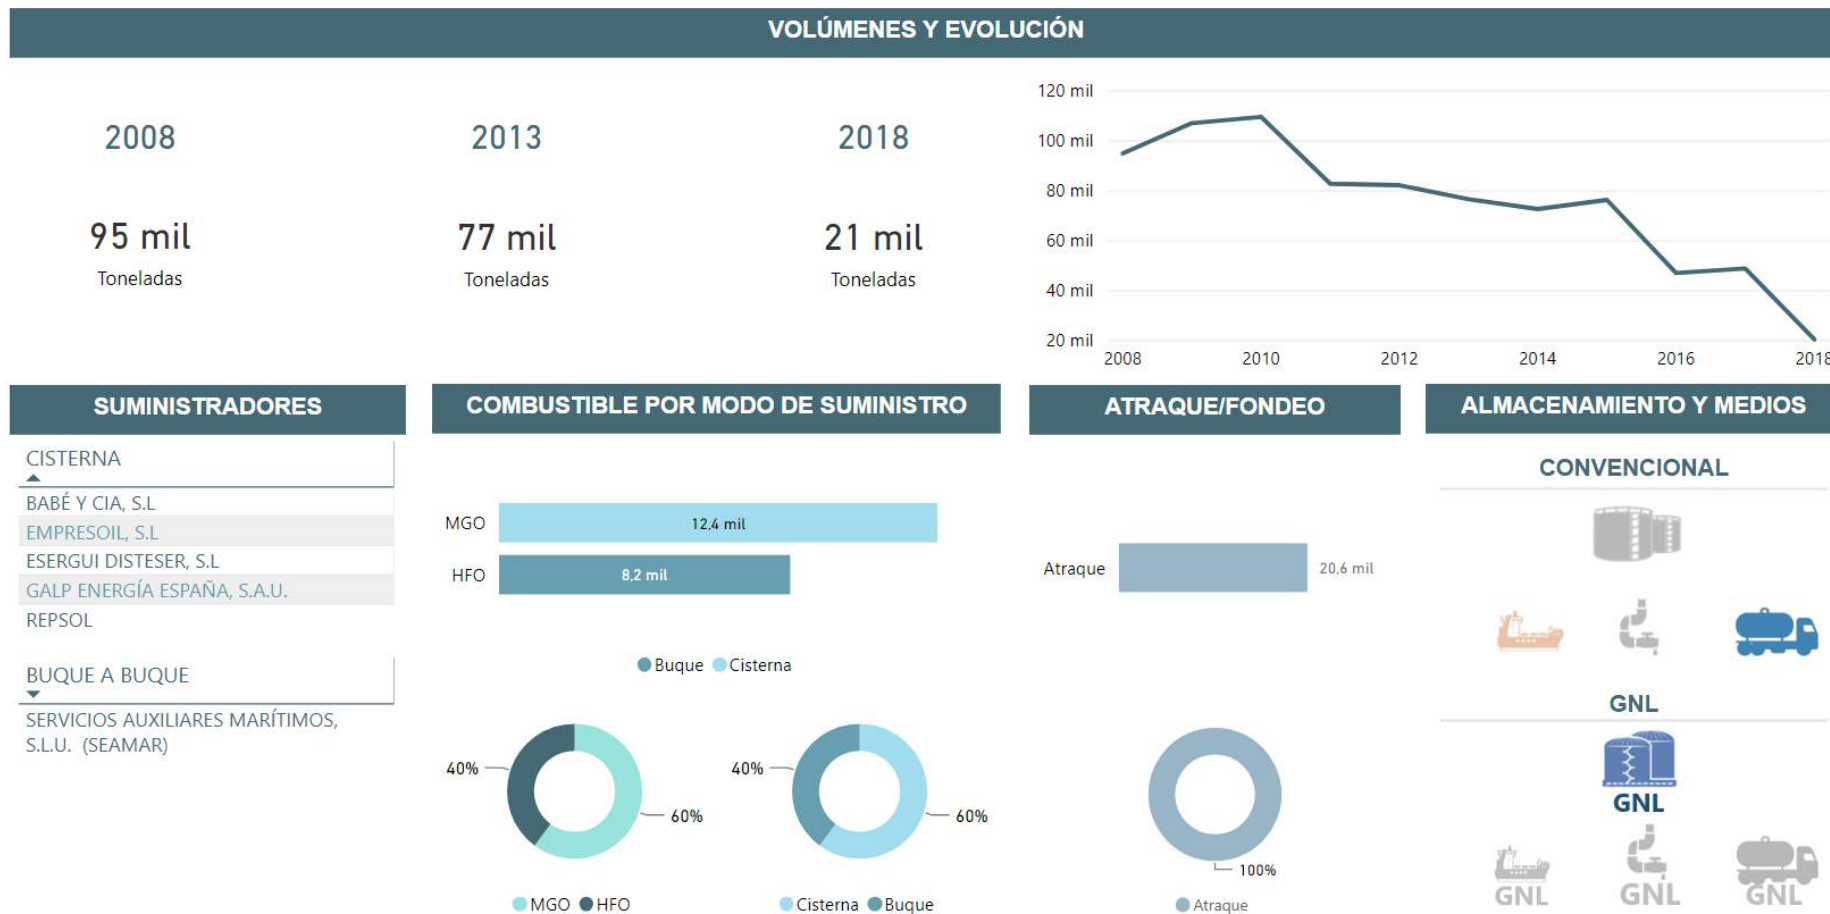 VOLÚMENES Y EVOLUCIÓN
2008
2013
2018
95 mil
77 mil
21 mil
Toneladas
Toneladas
Toneladas
120 mil
100 mil
80 mil
60 mil
40 mil
20 mil
2008
2010
2012
2014
2016
2018
SUMINISTRADORES
CISTERNA
BABÉ Y CIA, S.L
EMPRESOIL, S.L
ESERGUI DISTESER, S.L
GALP ENERGÍA ESPAÑA, S.A.U.
REPSOL
BUQUE A BUQUE
SERVICIOS AUXILIARES MARÍTIMOS,
S.L.U. (SEAMAR)
COMBUSTIBLE POR MODO DE SUMINISTRO
MGO
12,4 mil
HFO
8,2 mil
Buque Cisterna
40%
60%
MGO HFO
40%
60%
Cisterna Buque
ATRAQUE/FONDEO
Atraque
20,6 mil
100%
Atraque
ALMACENAMIENTO Y MEDIOS
CONVENCIONAL
GNL
GNL
GNL
GNL
GNL